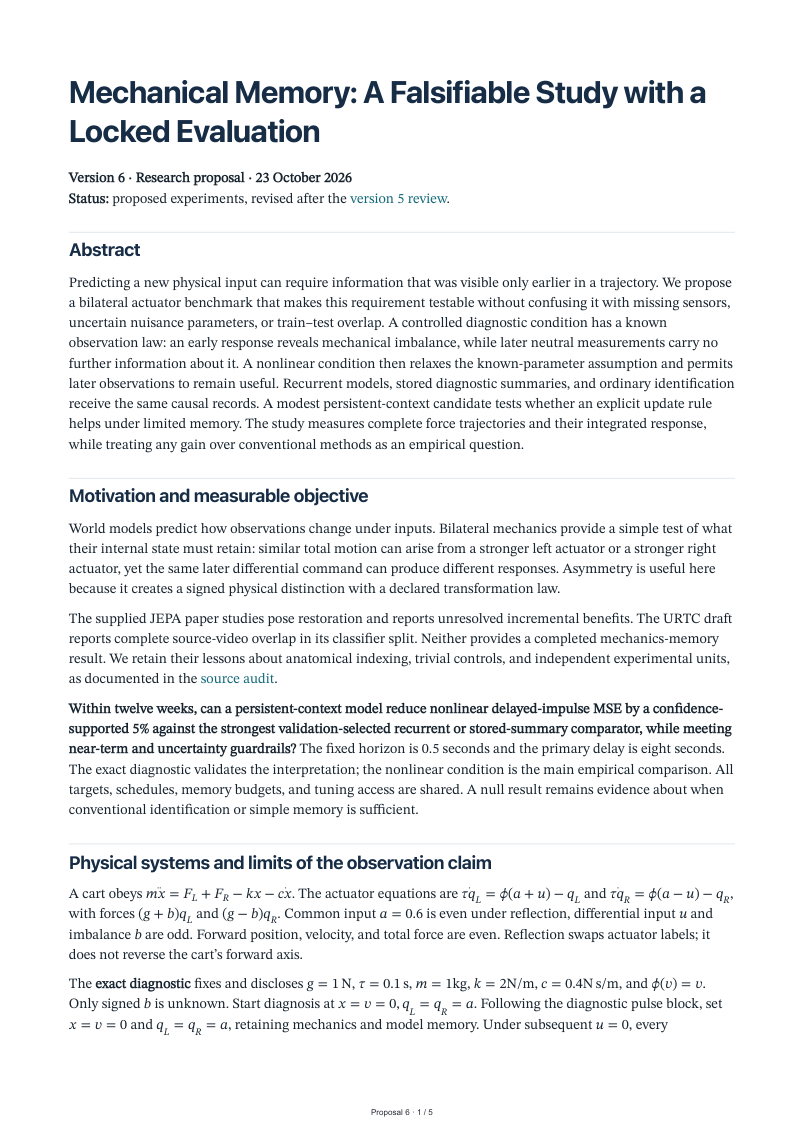 Mechanical Memory: A Falsifiable Study with a
Locked Evaluation
Version 6 · Research proposal · 23 October 2026
Status: proposed experiments, revised after the version 5 review.
Abstract
Predicting a new physical input can require information that was visible only earlier in a trajectory. We propose
a bilateral actuator benchmark that makes this requirement testable without confusing it with missing sensors,
uncertain nuisance parameters, or train–test overlap. A controlled diagnostic condition has a known
observation law: an early response reveals mechanical imbalance, while later neutral measurements carry no
further information about it. A nonlinear condition then relaxes the known-parameter assumption and permits
later observations to remain useful. Recurrent models, stored diagnostic summaries, and ordinary identification
receive the same causal records. A modest persistent-context candidate tests whether an explicit update rule
helps under limited memory. The study measures complete force trajectories and their integrated response,
while treating any gain over conventional methods as an empirical question.
Motivation and measurable objective
World models predict how observations change under inputs. Bilateral mechanics provide a simple test of what
their internal state must retain: similar total motion can arise from a stronger left actuator or a stronger right
actuator, yet the same later differential command can produce different responses. Asymmetry is useful here
because it creates a signed physical distinction with a declared transformation law.
The supplied JEPA paper studies pose restoration and reports unresolved incremental benefits. The URTC draft
reports complete source-video overlap in its classifier split. Neither provides a completed mechanics-memory
result. We retain their lessons about anatomical indexing, trivial controls, and independent experimental units,
as documented in the source audit.
Within twelve weeks, can a persistent-context model reduce nonlinear delayed-impulse MSE by a confidence-
supported 5% against the strongest validation-selected recurrent or stored-summary comparator, while meeting
near-term and uncertainty guardrails? The fixed horizon is 0.5 seconds and the primary delay is eight seconds.
The exact diagnostic validates the interpretation; the nonlinear condition is the main empirical comparison. All
targets, schedules, memory budgets, and tuning access are shared. A null result remains evidence about when
conventional identification or simple memory is sufficient.
Physical systems and limits of the observation claim
A cart obeys mẍ = F_L + F_R − kx − cẋ. The actuator equations are τq̇_L = ϕ(a + u) − q_L and τq̇_R = ϕ(a − u) − q_R,
with forces (g + b)q_L and (g − b)q_R. Common input a = 0.6 is even under reflection, differential input u and
imbalance b are odd. Forward position, velocity, and total force are even. Reflection swaps actuator labels; it
does not reverse the cart’s forward axis.
The exact diagnostic fixes and discloses g = 1 N, τ = 0.1 s, m = 1kg, k = 2N/m, c = 0.4N s/m, and ϕ(v) = v.
Only signed b is unknown. Start diagnosis at x = v = 0, q_L = q_R = a. Following the diagnostic pulse block, set
x = v = 0 and q_L = q_R = a, retaining mechanics and model memory. Under subsequent u = 0, every
Proposal 6 · 1 / 5